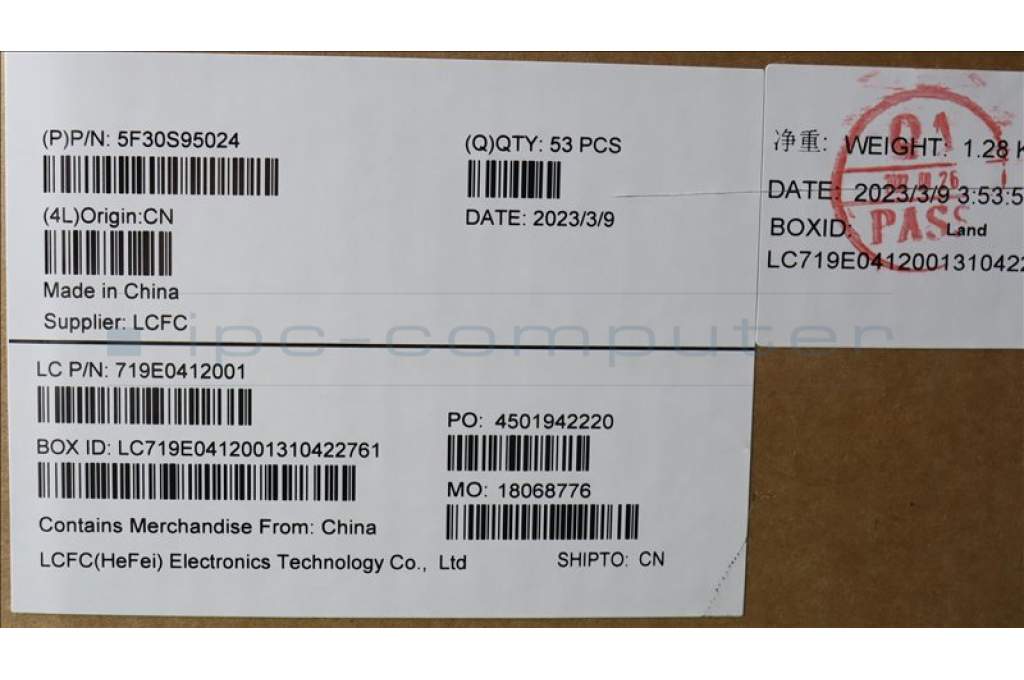 (P)P/N: 5F30S95024
(Q)QTY: 53 PCS
(4L)Origin:CN
DATE: 2023/3/9
Made in China
Supplier: LCFC
LC P/N: 719E0412001
PO: 4501942220
BOX ID: LC719E0412001310422761
MO: 18068776
Contains Merchandise From: China
LCFC(HeFei) Electronics Technology Co., Ltd
SHIPTO: CN
净重: WEIGHT: 1.28
DATE: 2023/3/9 3:53:5
BOXID: Land
LC719E041200131042
QA
PASS
ipc-computer